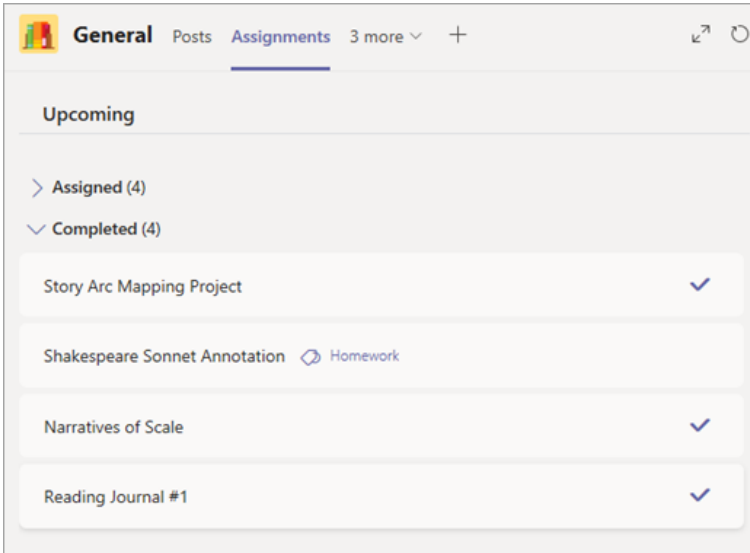 General Posts Assignments 3 more
Upcoming
Assigned (4)
Completed (4)
Story Arc Mapping Project
Shakespeare Sonnet Annotation Homework
Narratives of Scale
Reading Journal #1